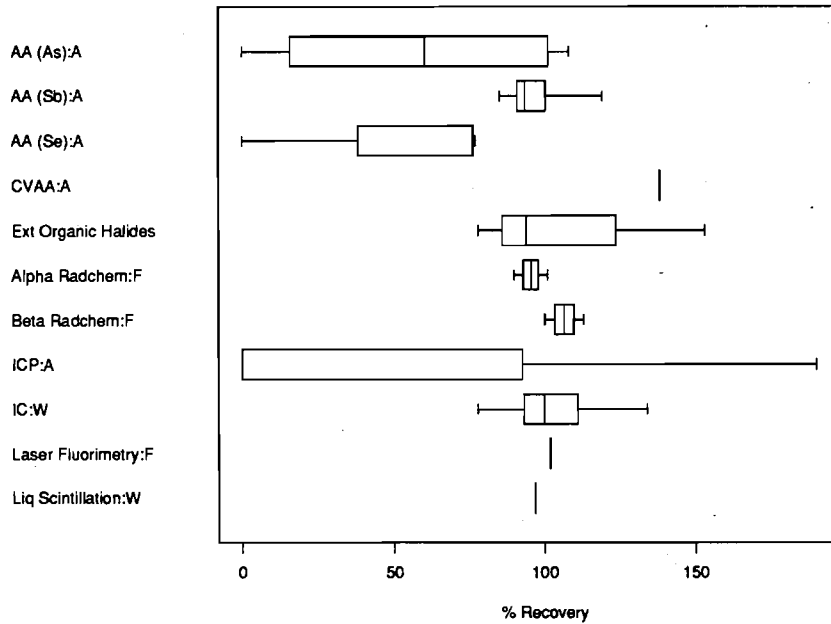 AA (As):A
AA (Sb):A
AA (Se):A
CVAA:A
Ext Organic Halides
Alpha Radchem:F
Beta Radchem:F
ICP:A
IC:W
Laser Fluorimetry:F
Liq Scintillation:W
0 50 100 150
% Recovery